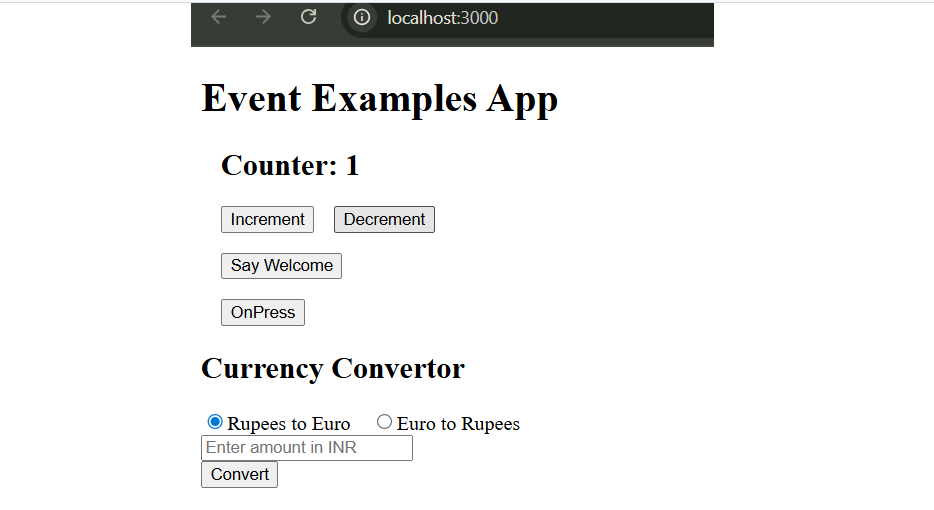 localhost:3000
Event Examples App
Counter: 1
Increment Decrement
Say Welcome
OnPress
Currency Convertor
Rupees to Euro Euro to Rupees
Enter amount in INR
Convert